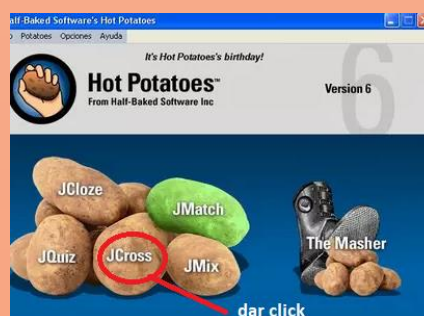 alf-Baked Software's Hot Potatoes
o Potatoes Opciones Ayuda
It's Hot Potatoes's birthday!
Hot Potatoes™
From Half-Baked Software Inc
Version 6
6
JCloze
JMatch
JQuiz
JCross
JMix
The Masher
dar click